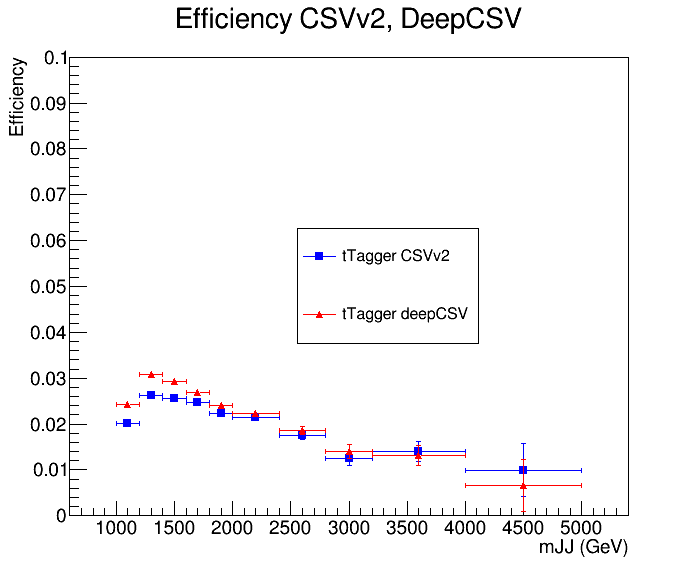 Efficiency CSVv2, DeepCSV
Efficiency
0.1
0.09
0.08
0.07
0.06
0.05
0.04
0.03
0.02
0.01
0
tTagger CSVv2
tTagger deepCSV
1000 1500 2000 2500 3000 3500 4000 4500 5000
mJJ (GeV)